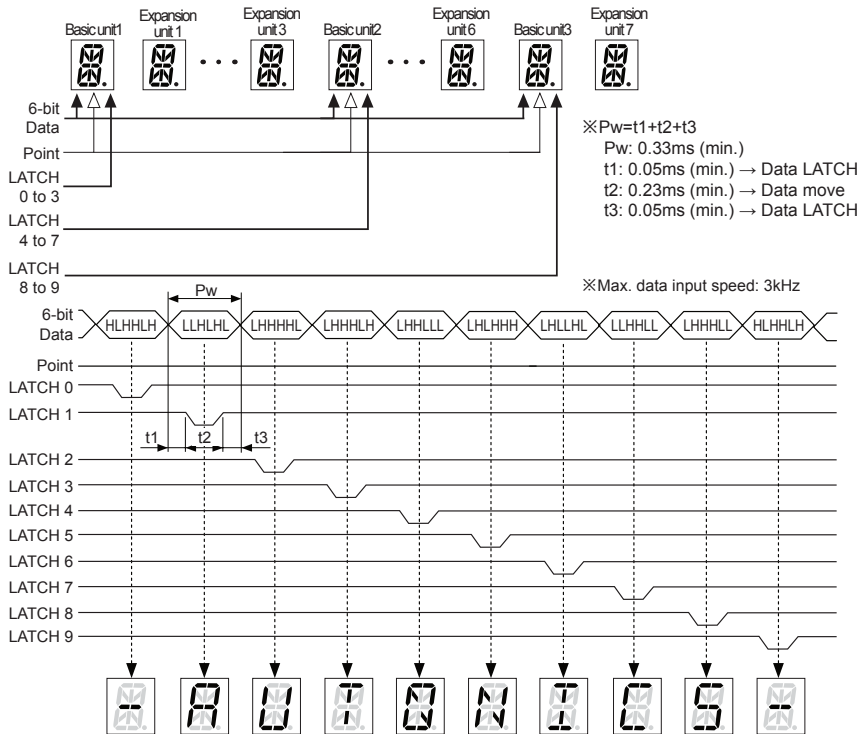 Basic unit1
Expansion
unit 1
Expansion
unit 3
Basic unit2
Expansion
unit 6
Basic unit3
Expansion
unit 7
6-bit
Data
Point
LATCH
0 to 3
LATCH
4 to 7
LATCH
8 to 9
※Pw=t1+t2+t3
Pw: 0.33ms (min.)
t1: 0.05ms (min.) → Data LATCH
t2: 0.23ms (min.) → Data move
t3: 0.05ms (min.) → Data LATCH
※Max. data input speed: 3kHz
Pw
6-bit
Data
HLHHLH LLHLHL LHHHHL LHHHLH LHHLLL LHLHHH LHLLHL LLHHLL LHHHLL HLHHLH
Point
LATCH 0
LATCH 1
t1 t2 t3
LATCH 2
LATCH 3
LATCH 4
LATCH 5
LATCH 6
LATCH 7
LATCH 8
LATCH 9
- A U T O N I C S -